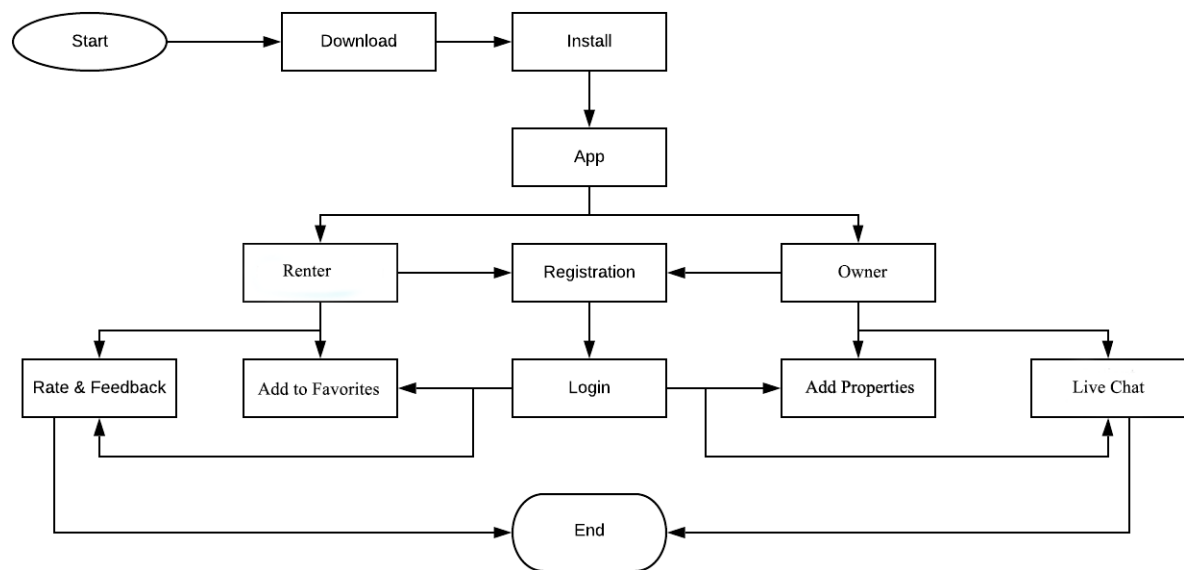 Start
Download
Install
App
Renter
Registration
Owner
Rate & Feedback
Add to Favorites
Login
Add Properties
Live Chat
End